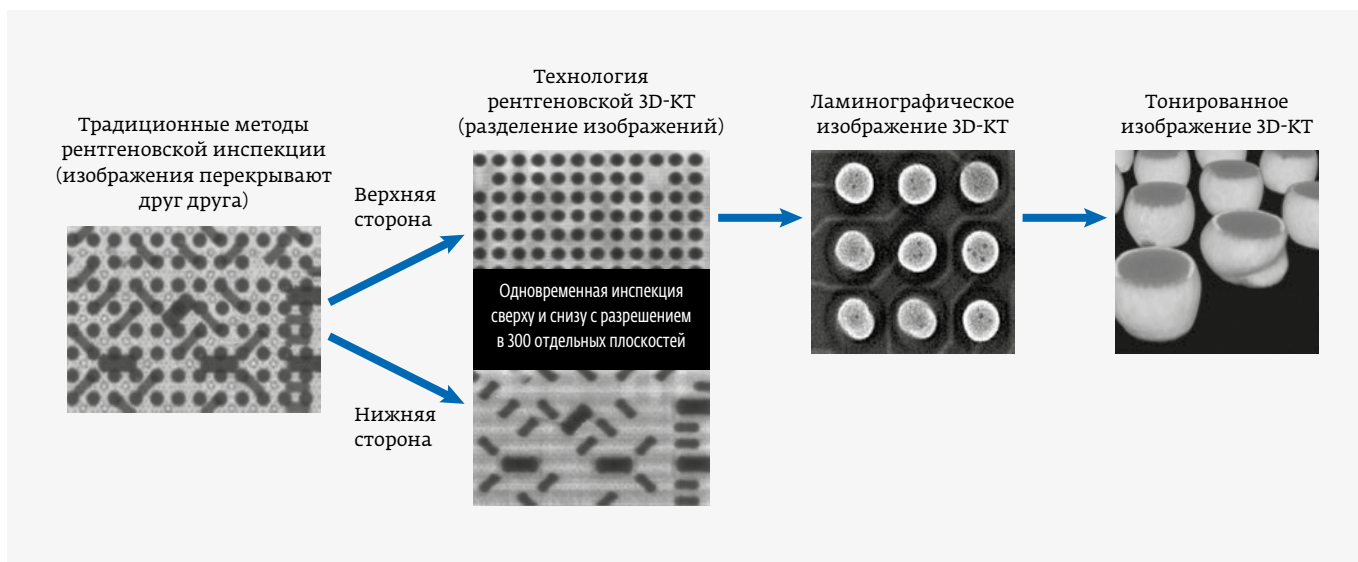 Традиционные методы
рентгеновской инспекции
(изображения перекрывают
друг друга)
Верхняя
сторона
Нижняя
сторона
Технология
рентгеновской 3D-КТ
(разделение изображений)
Одновременная инспекция
сверху и снизу с разрешением
в 300 отдельных плоскостей
Ламинографическое
изображение 3D-КТ
Тонированное
изображение 3D-КТ